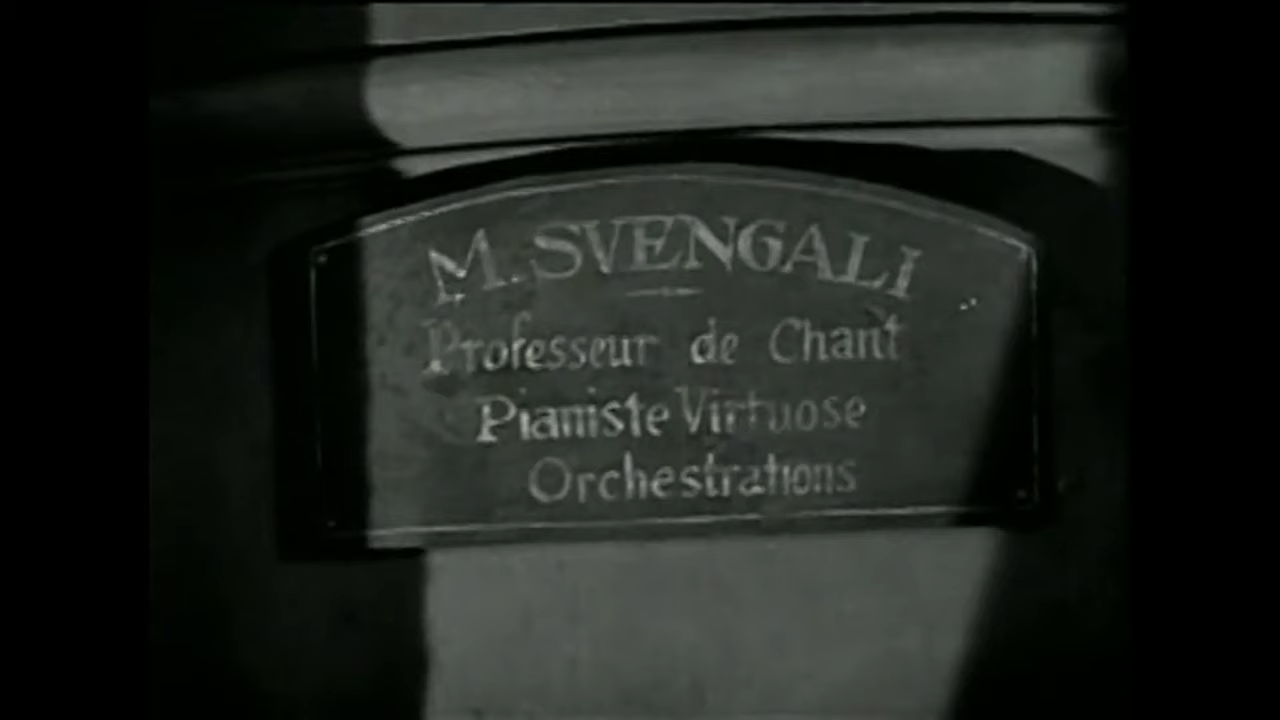 M. SVENGALI
Professeur de Chant
Pianiste Virtuose
Orchestrations